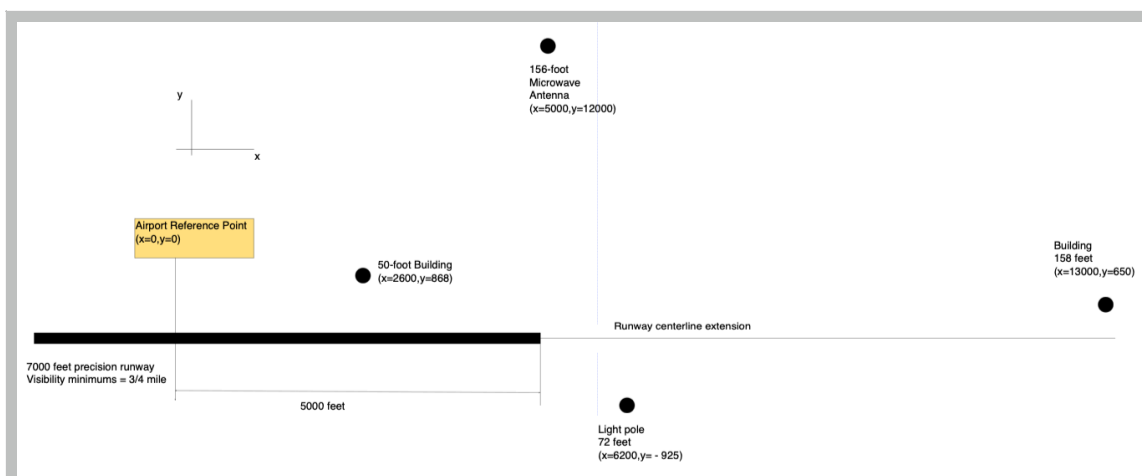 156-foot
Microwave
Antenna
(x=5000,y=12000)
y
x
Airport Reference Point
(x=0,y=0)
50-foot Building
(x=2600,y=868)
Building
158 feet
(x=13000,y=650)
Runway centerline extension
7000 feet precision runway
Visibility minimums = 3/4 mile
5000 feet
Light pole
72 feet
(x=6200,y= - 925)